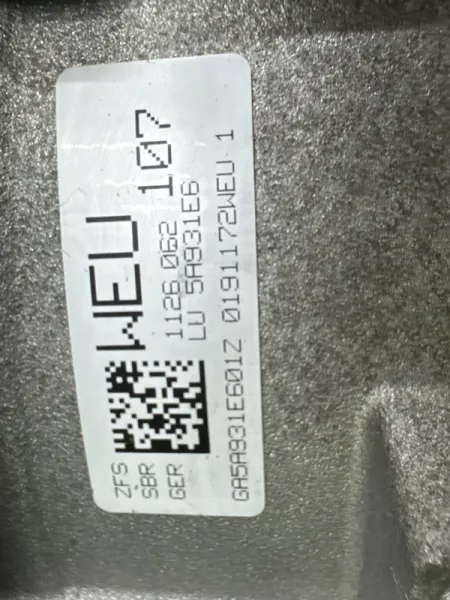 ZFS
SBR
GER
WEU 107
1126 062
LU 5A931E6
GA5A931E601Z 0191172WEU 1